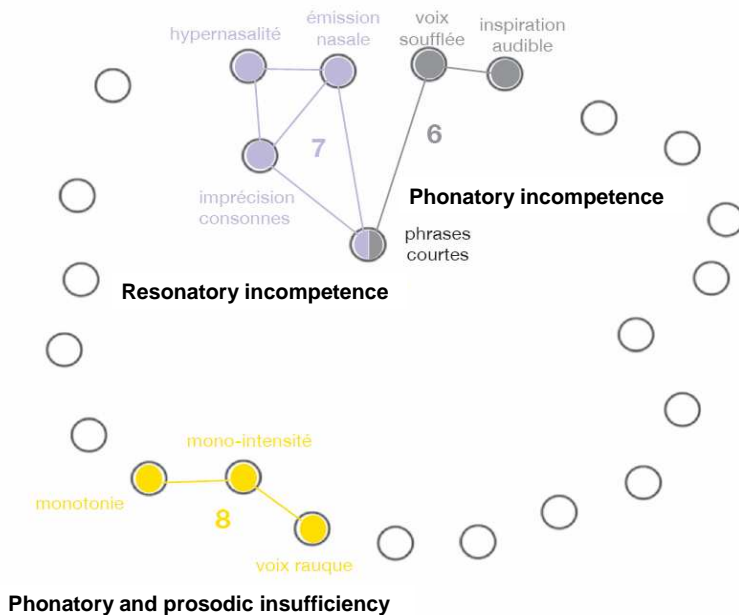 hypernasalité
émission
nasale
voix
soufflée
inspiration
audible
7
6
imprécision
consonnes
Phonatory incompetence
phrases
courtes
Resonatory incompetence
mono-intensité
monotonie
8
voix rauque
Phonatory and prosodic insufficiency